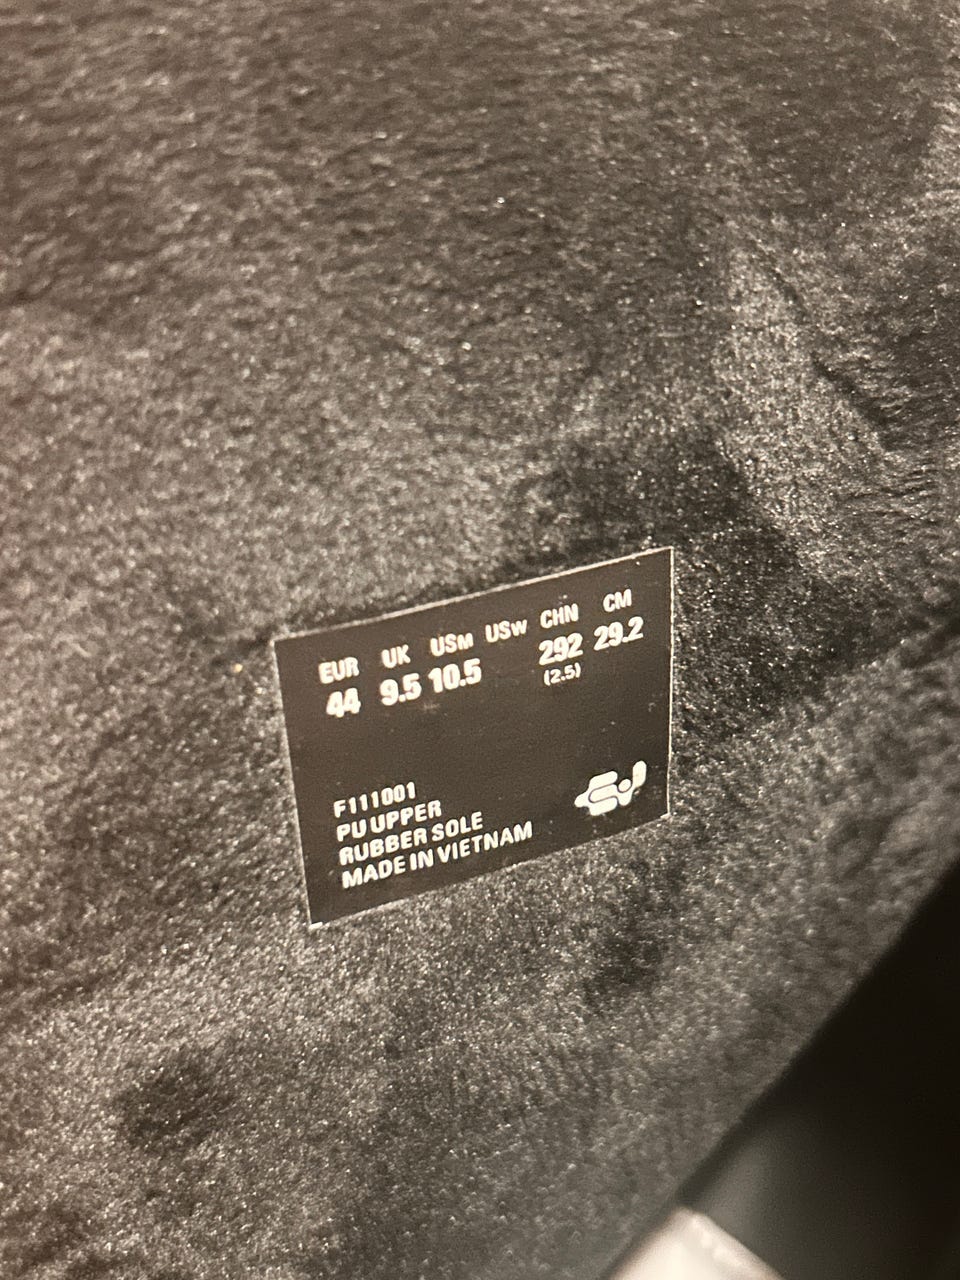 EUR UK USM USW CHN CM
44 9.5 10.5 292 29.2
(2.5)
F111001
PU UPPER
RUBBER SOLE
MADE IN VIETNAM